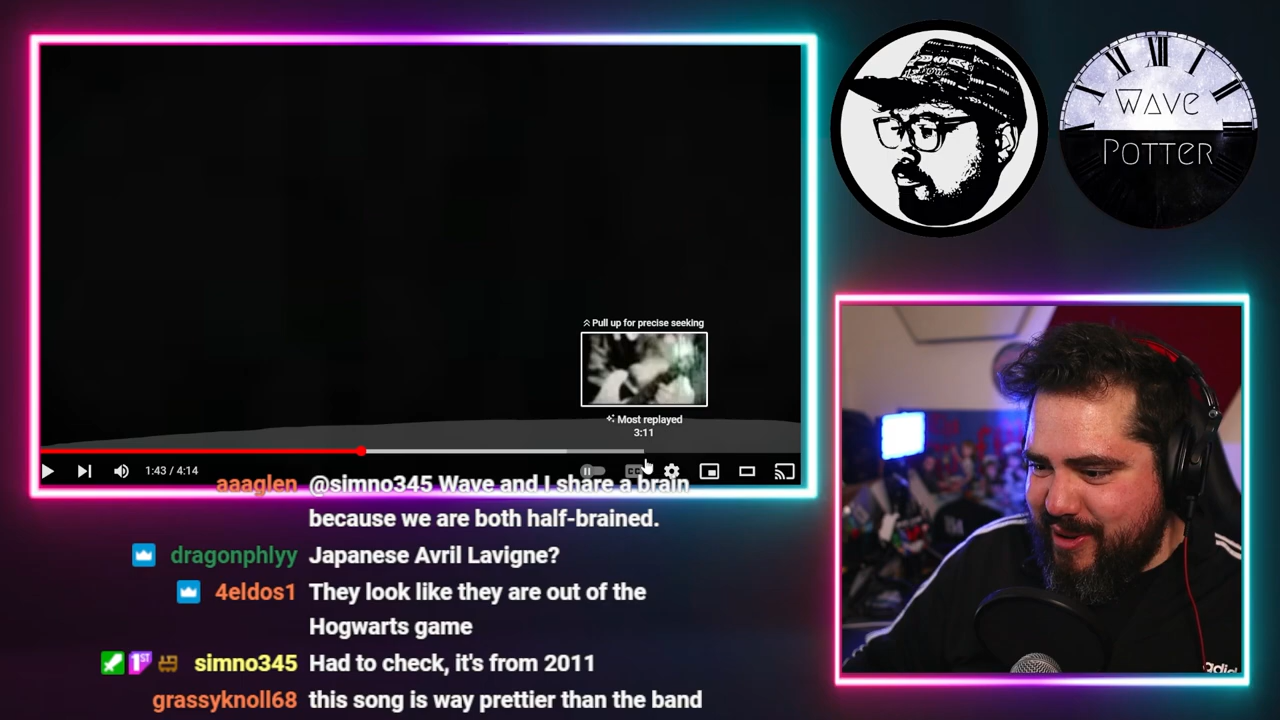 WAVE
POTTER
Pull up for precise seeking
Most replayed
3:11
1:43 / 4:14
CC
aaaglen @simno345 Wave and I share a brain
because we are both half-brained.
dragonphlyy Japanese Avril Lavigne?
4eldos1 They look like they are out of the
Hogwarts game
1ST simno345 Had to check, it's from 2011
grassyknoll68 this song is way prettier than the band